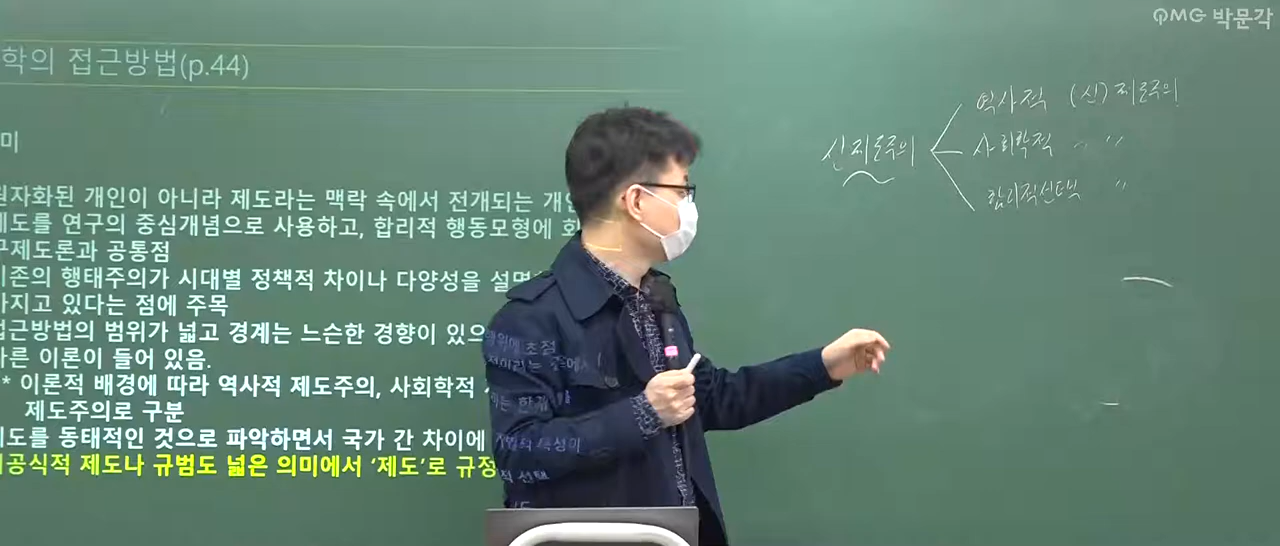 PMG 박문각
학의 접근방법(p.44)
미
원자화된 개인이 아니라 제도라는 맥락 속에서 전개되는 개인
제도를 연구의 중심개념으로 사용하고, 합리적 행동모형에 회
구제도론과 공통점
기존의 행태주의가 시대별 정책적 차이나 다양성을 설명
가지고 있다는 점에 주목
접근방법의 범위가 넓고 경계는 느슨한 경향이 있으
다른 이론이 들어 있음.
* 이론적 배경에 따라 역사적 제도주의, 사회학적
제도주의로 구분
제도를 동태적인 것으로 파악하면서 국가 간 차이에
비공식적 제도나 규범도 넓은 의미에서 ‘제도’로 규정
행위에 초점
적 선택
신제도주의
역사적 (신)제도주의
사회학적 〃
합리적선택 〃